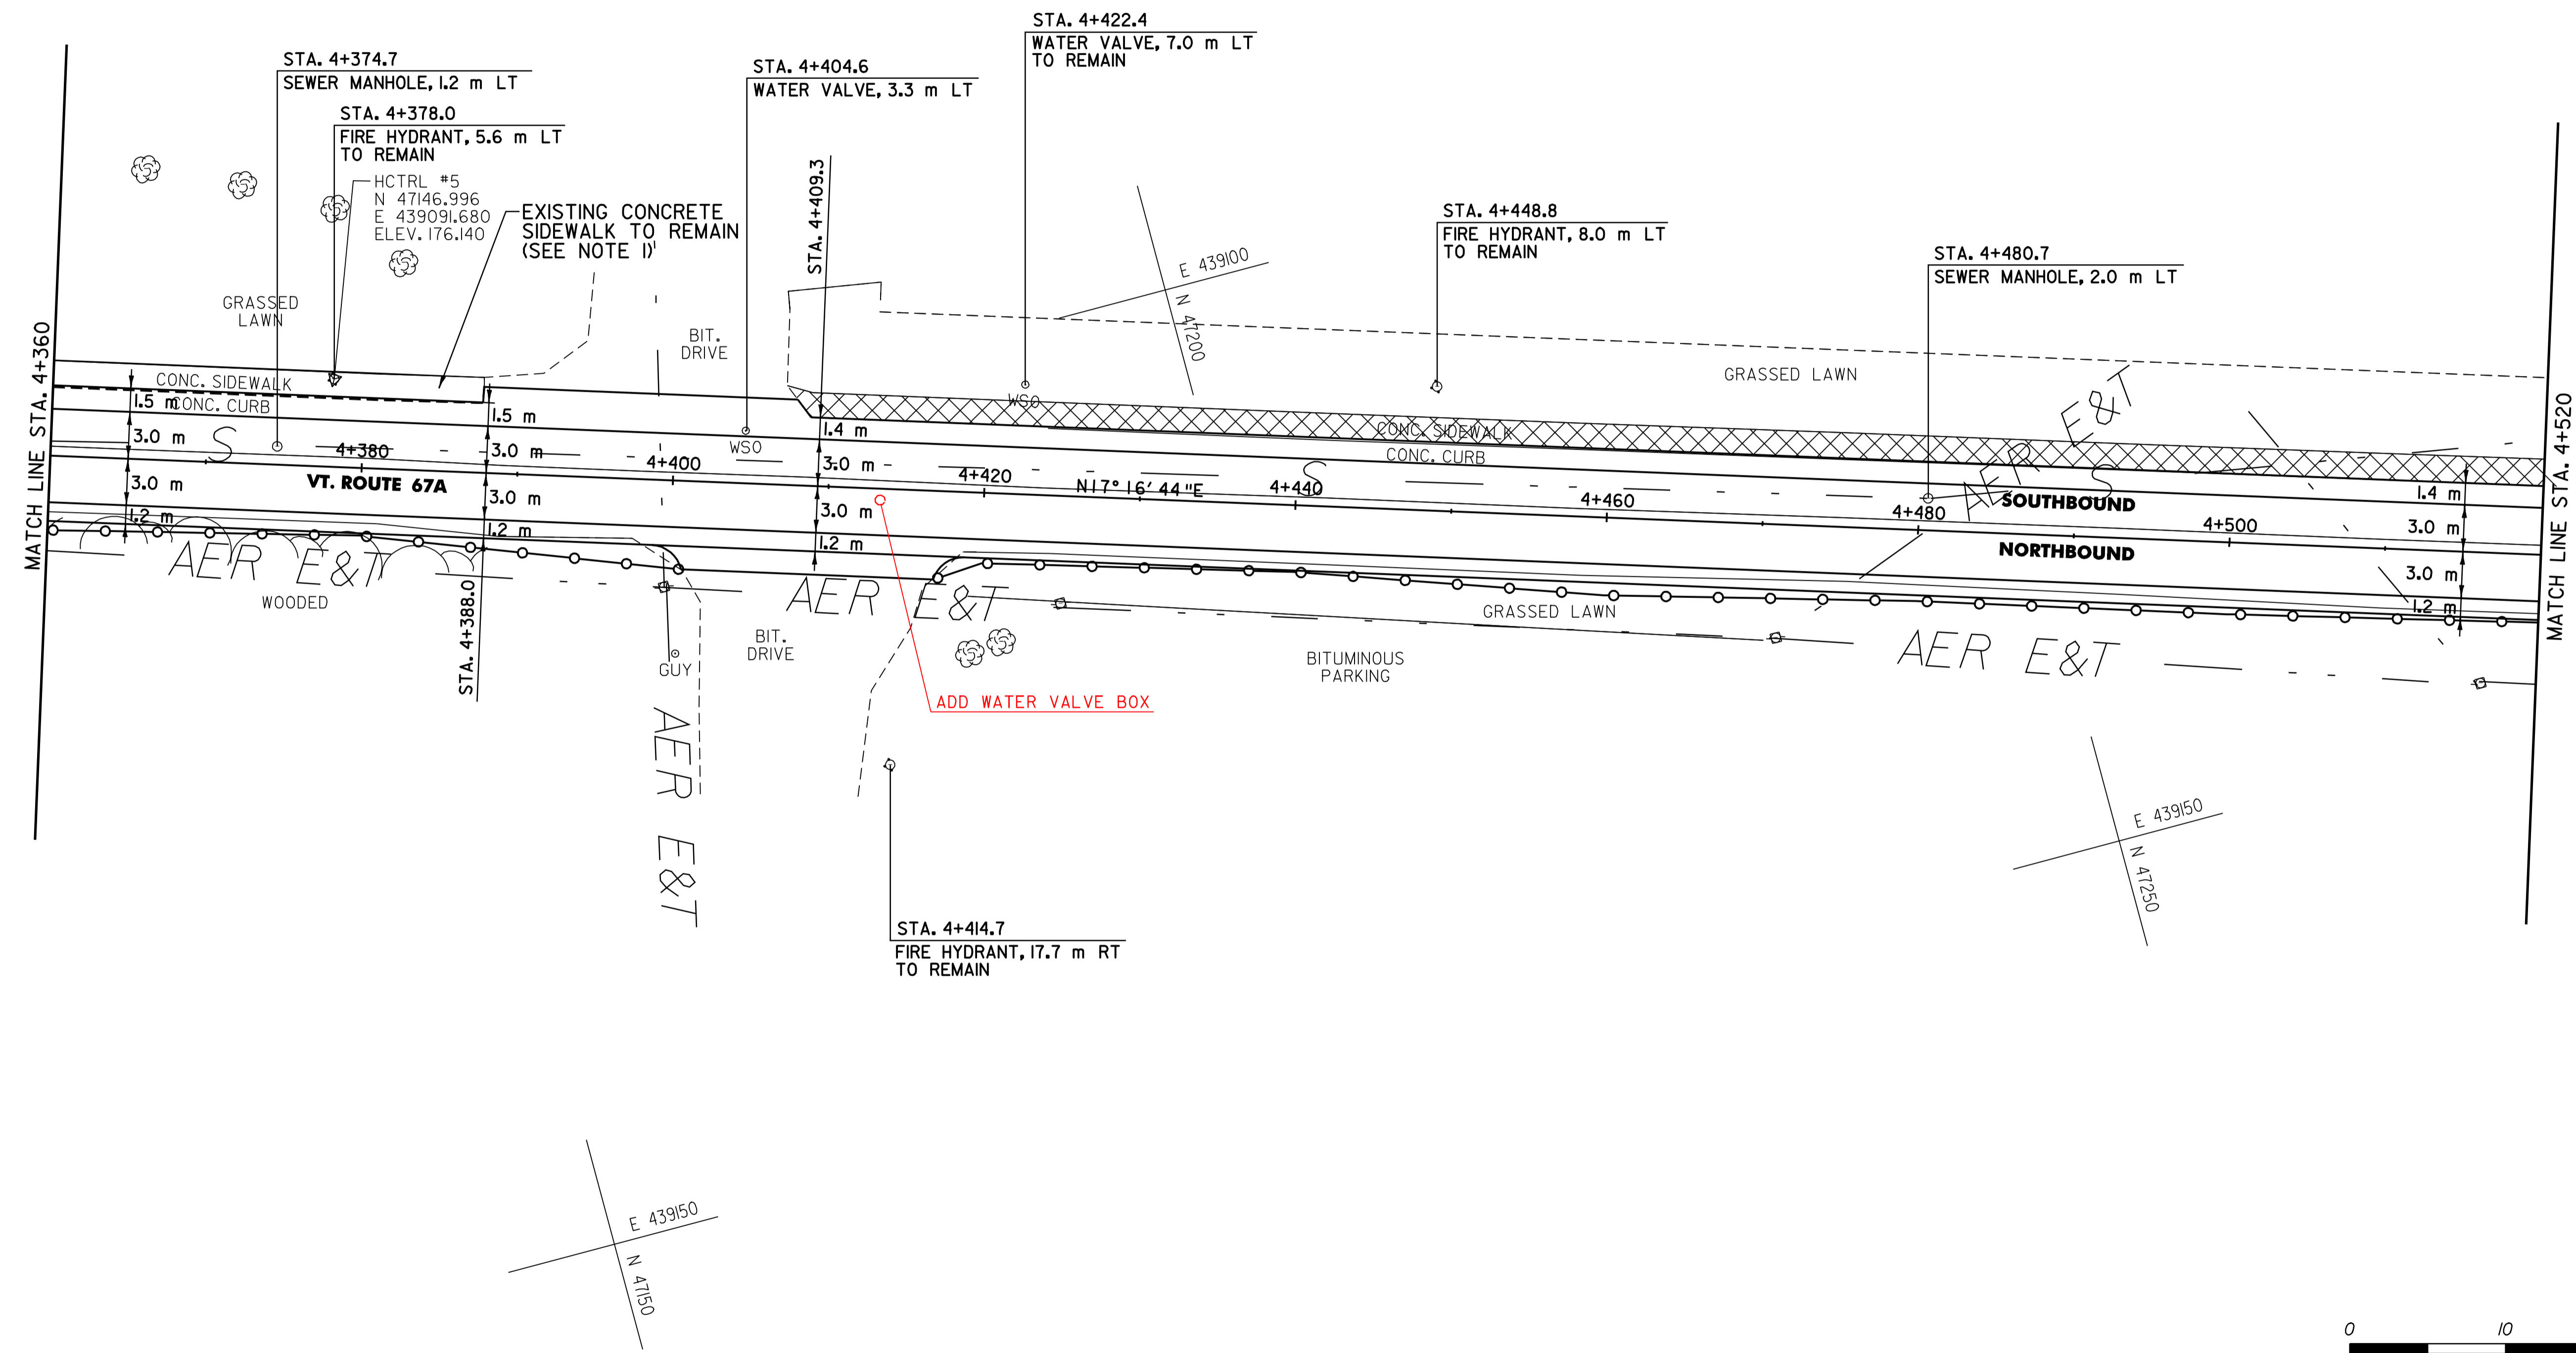 STA. 4+422.4
WATER VALVE, 7.0 m LT
TO REMAIN
STA. 4+374.7
SEWER MANHOLE, 1.2 m LT
STA. 4+404.6
WATER VALVE, 3.3 m LT
STA. 4+378.0
FIRE HYDRANT, 5.6 m LT
TO REMAIN
HCTRL #5
N 47146.996
E 439091.680
ELEV. 176.140
EXISTING CONCRETE
SIDEWALK TO REMAIN
(SEE NOTE 1)
STA. 4+409.3
STA. 4+448.8
FIRE HYDRANT, 8.0 m LT
TO REMAIN
STA. 4+480.7
SEWER MANHOLE, 2.0 m LT
E 439100
N 47200
GRASSED
LAWN
BIT.
DRIVE
GRASSED LAWN
MATCH LINE STA. 4+360
CONC. SIDEWALK
CONC. CURB
1.5 m
3.0 m
3.0 m
1.2 m
S
4+380
VT. ROUTE 67A
1.5 m
3.0 m
3.0 m
1.2 m
4+400
WSO
1.4 m
3.0 m
3.0 m
1.2 m
WSO
4+420
N17° 16' 44"E
4+440
S
CONC. SIDEWALK
CONC. CURB
4+460
4+480
AER E&T
S
SOUTHBOUND
NORTHBOUND
4+500
1.4 m
3.0 m
3.0 m
1.2 m
MATCH LINE STA. 4+520
AER E&T
WOODED
STA. 4+388.0
GUY
BIT.
DRIVE
AER E&T
AER E&T
ADD WATER VALVE BOX
GRASSED LAWN
BITUMINOUS
PARKING
AER E&T
E 439150
N 47250
STA. 4+414.7
FIRE HYDRANT, 17.7 m RT
TO REMAIN
E 439150
N 47150
0 10